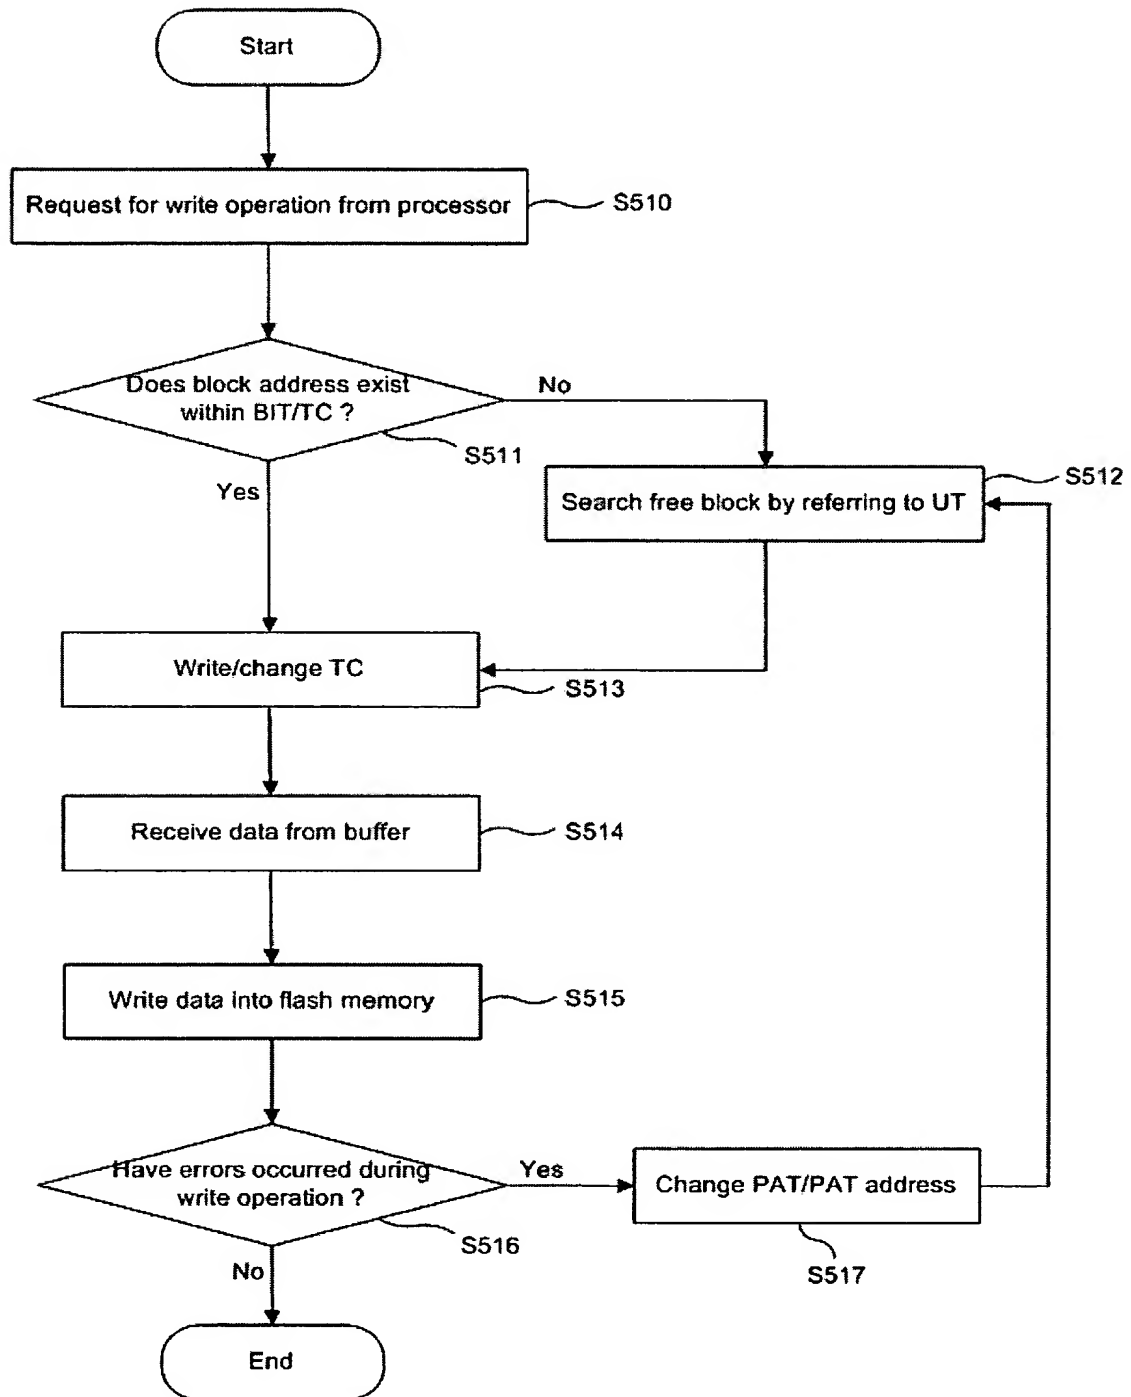 Start
Request for write operation from processor
S510
Does block address exist
within BIT/TC ?
No
S511
Yes
S512
Search free block by referring to UT
Write/change TC
S513
Receive data from buffer
S514
Write data into flash memory
S515
Have errors occurred during
write operation ?
Yes
Change PAT/PAT address
S516
No
S517
End